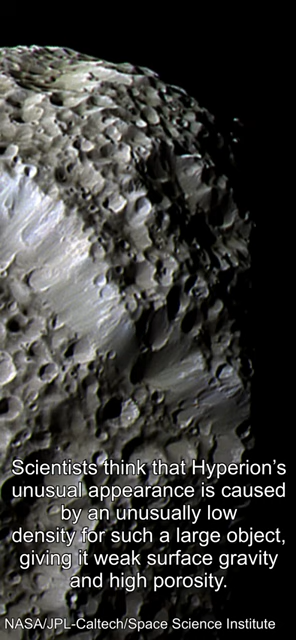 Scientists think that Hyperion's
unusual appearance is caused
by an unusually low
density for such a large object,
giving it weak surface gravity
and high porosity.
NASA/JPL-Caltech/Space Science Institute